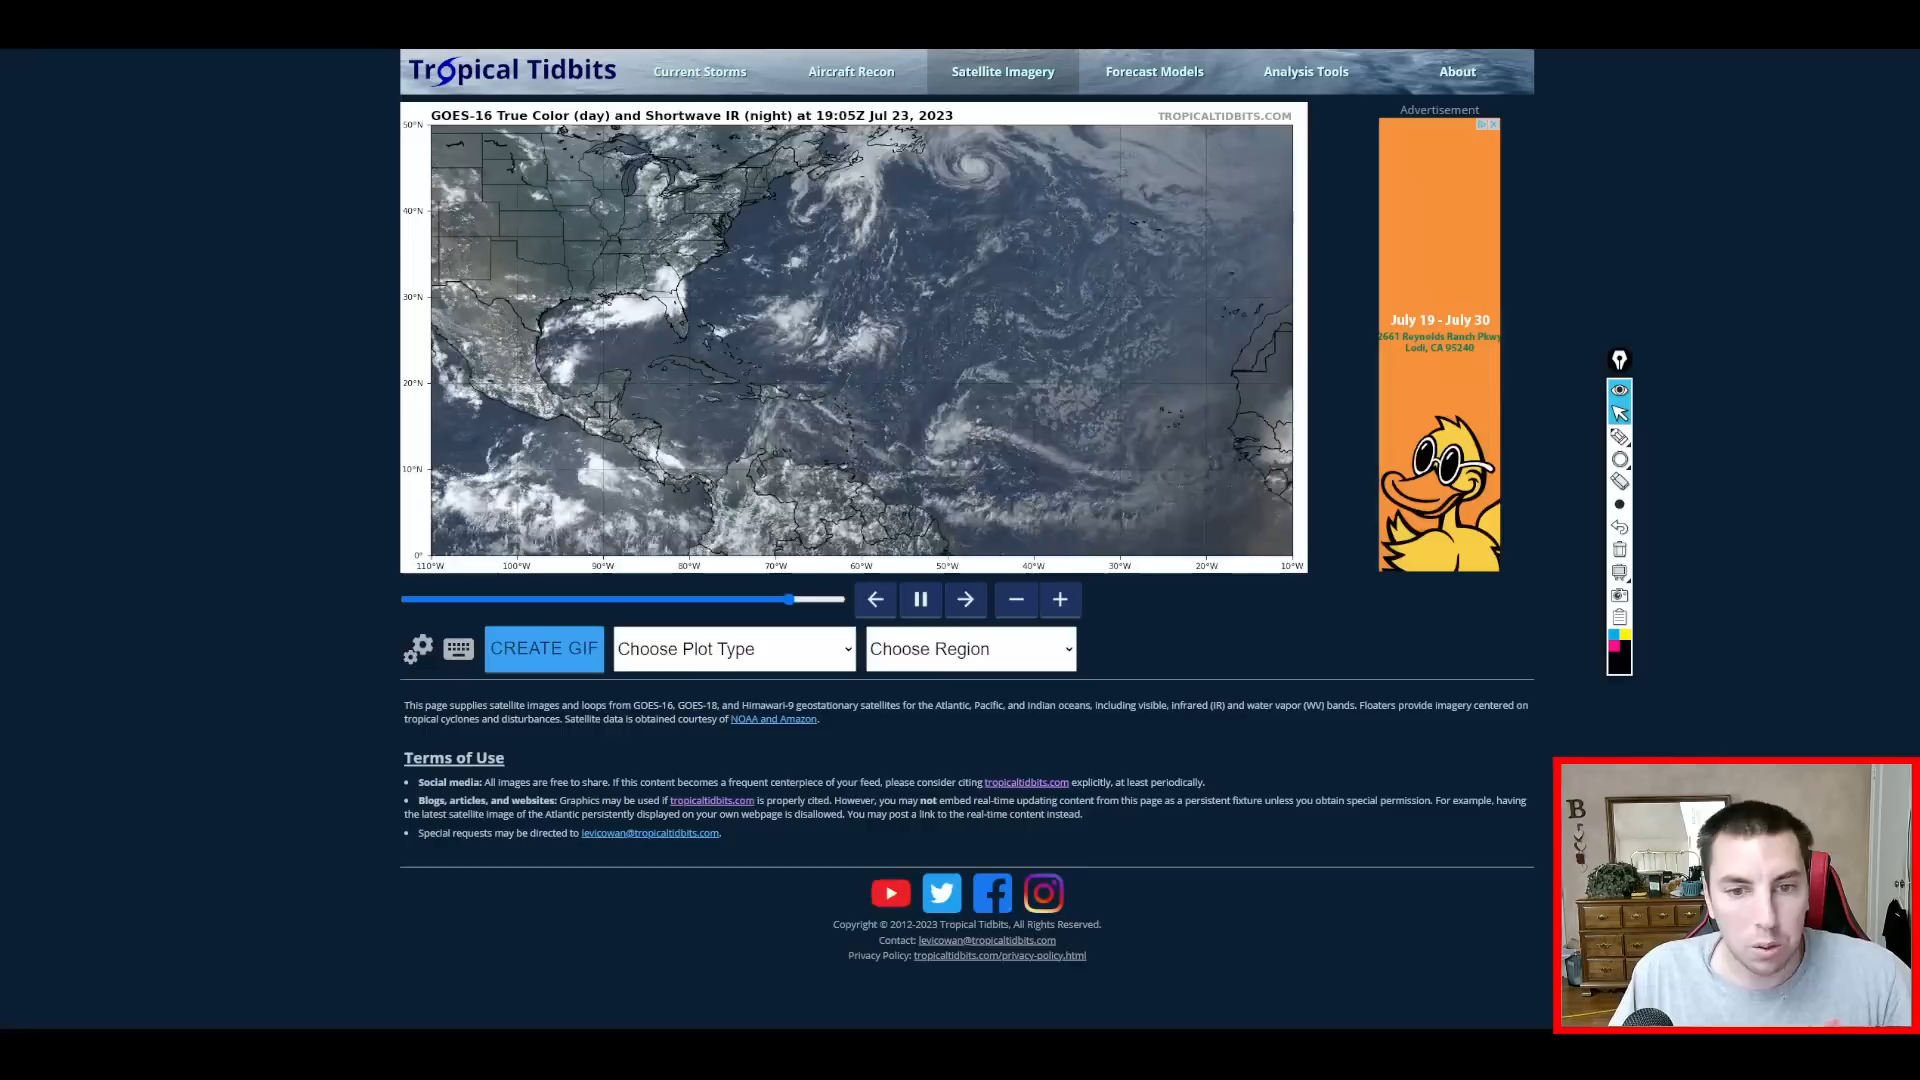 Tropical Tidbits
Current Storms
Aircraft Recon
Satellite Imagery
Forecast Models
Analysis Tools
About
GOES-16 True Color (day) and Shortwave IR (night) at 19:05Z Jul 23, 2023
TROPICALTIDBITS.COM
50°N
40°N
30°N
20°N
10°N
0°
110°W
100°W
90°W
80°W
70°W
60°W
50°W
40°W
30°W
20°W
10°W
Advertisement
July 19 - July 30
2661 Reynolds Ranch Pkwy
Lodi, CA 95240
CREATE GIF
Choose Plot Type
Choose Region
This page supplies satellite images and loops from GOES-16, GOES-18, and Himawari-9 geostationary satellites for the Atlantic, Pacific, and Indian oceans, including visible, infrared (IR) and water vapor (WV) bands. Floaters provide imagery centered on
tropical cyclones and disturbances. Satellite data is obtained courtesy of NOAA and Amazon.
Terms of Use
• Social media: All images are free to share. If this content becomes a frequent centerpiece of your feed, please consider citing tropicaltidbits.com explicitly, at least periodically.
• Blogs, articles, and websites: Graphics may be used if tropicaltidbits.com is properly cited. However, you may not embed real-time updating content from this page as a persistent fixture unless you obtain special permission. For example, having
the latest satellite image of the Atlantic persistently displayed on your own webpage is disallowed. You may post a link to the real-time content instead.
• Special requests may be directed to levicowan@tropicaltidbits.com.
Copyright © 2012-2023 Tropical Tidbits, All Rights Reserved.
Contact: levicowan@tropicaltidbits.com
Privacy Policy: tropicaltidbits.com/privacy-policy.html
B